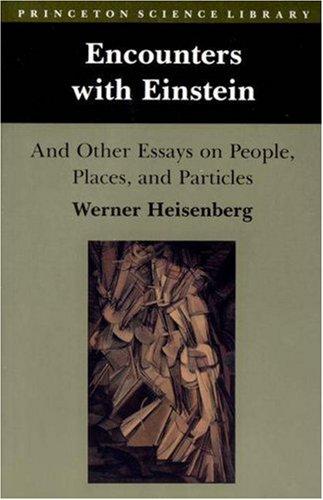 PRINCETON SCIENCE LIBRARY
Encounters
with Einstein
And Other Essays on People,
Places, and Particles
Werner Heisenberg